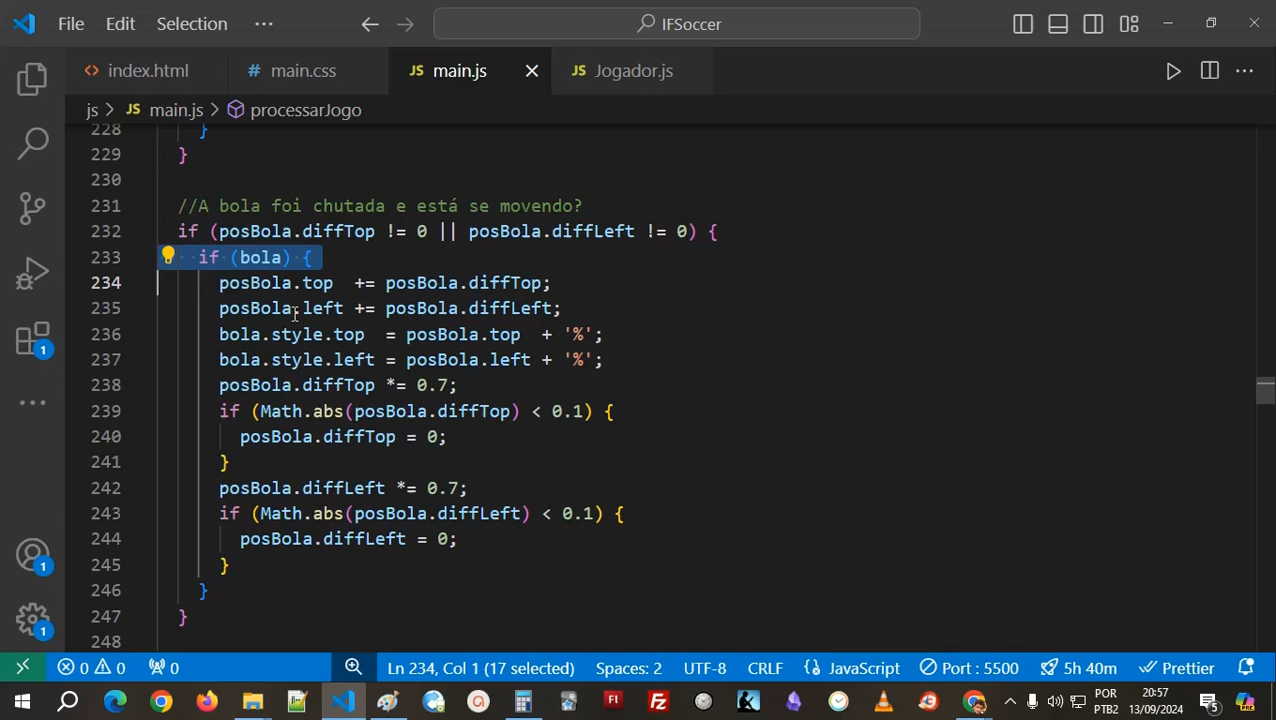 File Edit Selection ··· IFSoccer
index.html # main.css JS main.js JS Jogador.js
js > JS main.js > processarJogo
228 }
229 }
230
231 //A bola foi chutada e está se movendo?
232 if (posBola.diffTop != 0 || posBola.diffLeft != 0) {
233 if (bola) {
234 posBola.top += posBola.diffTop;
235 posBola.left += posBola.diffLeft;
236 bola.style.top = posBola.top + '%';
237 bola.style.left = posBola.left + '%';
238 posBola.diffTop *= 0.7;
239 if (Math.abs(posBola.diffTop) < 0.1) {
240 posBola.diffTop = 0;
241 }
242 posBola.diffLeft *= 0.7;
243 if (Math.abs(posBola.diffLeft) < 0.1) {
244 posBola.diffLeft = 0;
245 }
246 }
247 }
248
1
1
1
0 0 0 Ln 234, Col 1 (17 selected) Spaces: 2 UTF-8 CRLF JavaScript Port : 5500 5h 40m Prettier
POR PTB2 20:57 13/09/2024 5